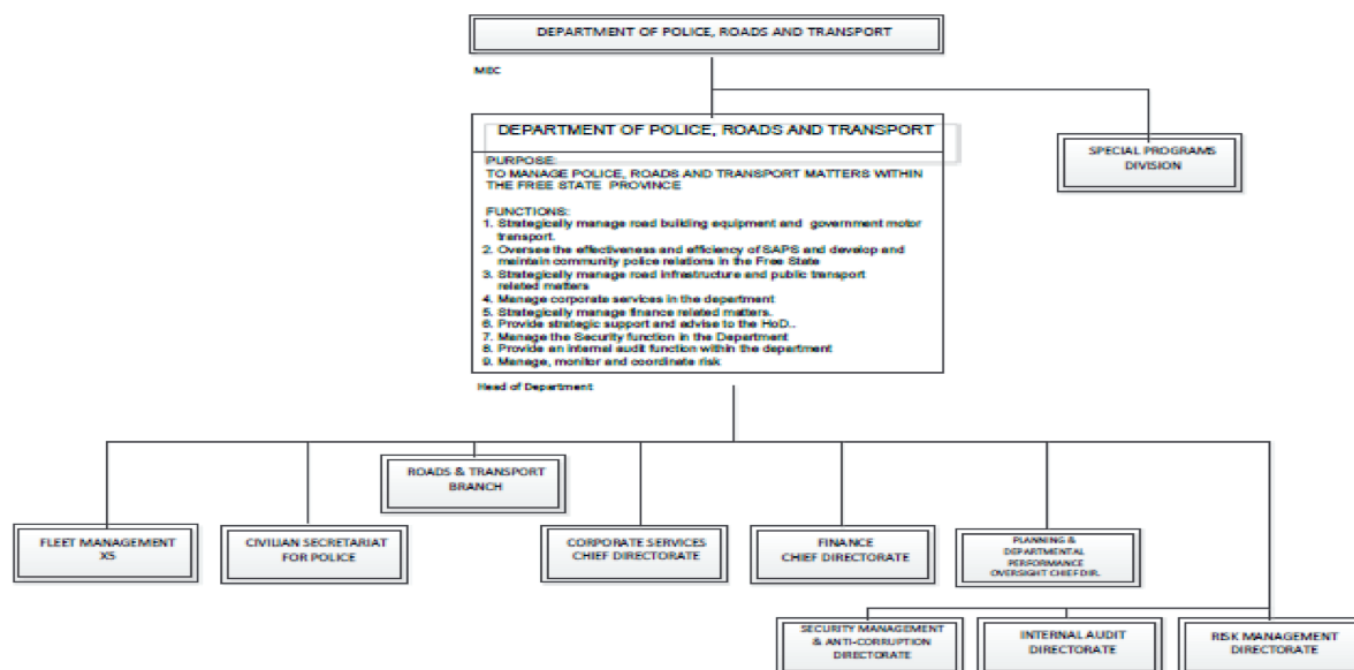 DEPARTMENT OF POLICE, ROADS AND TRANSPORT
MEC
DEPARTMENT OF POLICE, ROADS AND TRANSPORT
SPECIAL PROGRAMS
DIVISION
PURPOSE:
TO MANAGE POLICE, ROADS AND TRANSPORT MATTERS WITHIN
THE FREE STATE PROVINCE
FUNCTIONS:
1. Strategically manage road building equipment and government motor
transport.
2. Oversee the effectiveness and efficiency of SAPS and develop and
maintain community police relations in the Free State
3. Strategically manage road infrastructure and public transport
related matters
4. Manage corporate services in the department
5. Strategically manage finance related matters.
6. Provide strategic support and advise to the HoD..
7. Manage the Security function in the Department
8. Provide an internal audit function within the department
9. Manage, monitor and coordinate risk
Head of Department
ROADS & TRANSPORT
BRANCH
FLEET MANAGEMENT
X5
CIVILIAN SECRETARIAT
FOR POLICE
CORPORATE SERVICES
CHIEF DIRECTORATE
FINANCE
CHIEF DIRECTORATE
PLANNING &
DEPARTMENTAL
PERFORMANCE
OVERSIGHT CHIEF DIR.
SECURITY MANAGEMENT
& ANTI-CORRUPTION
DIRECTORATE
INTERNAL AUDIT
DIRECTORATE
RISK MANAGEMENT
DIRECTORATE